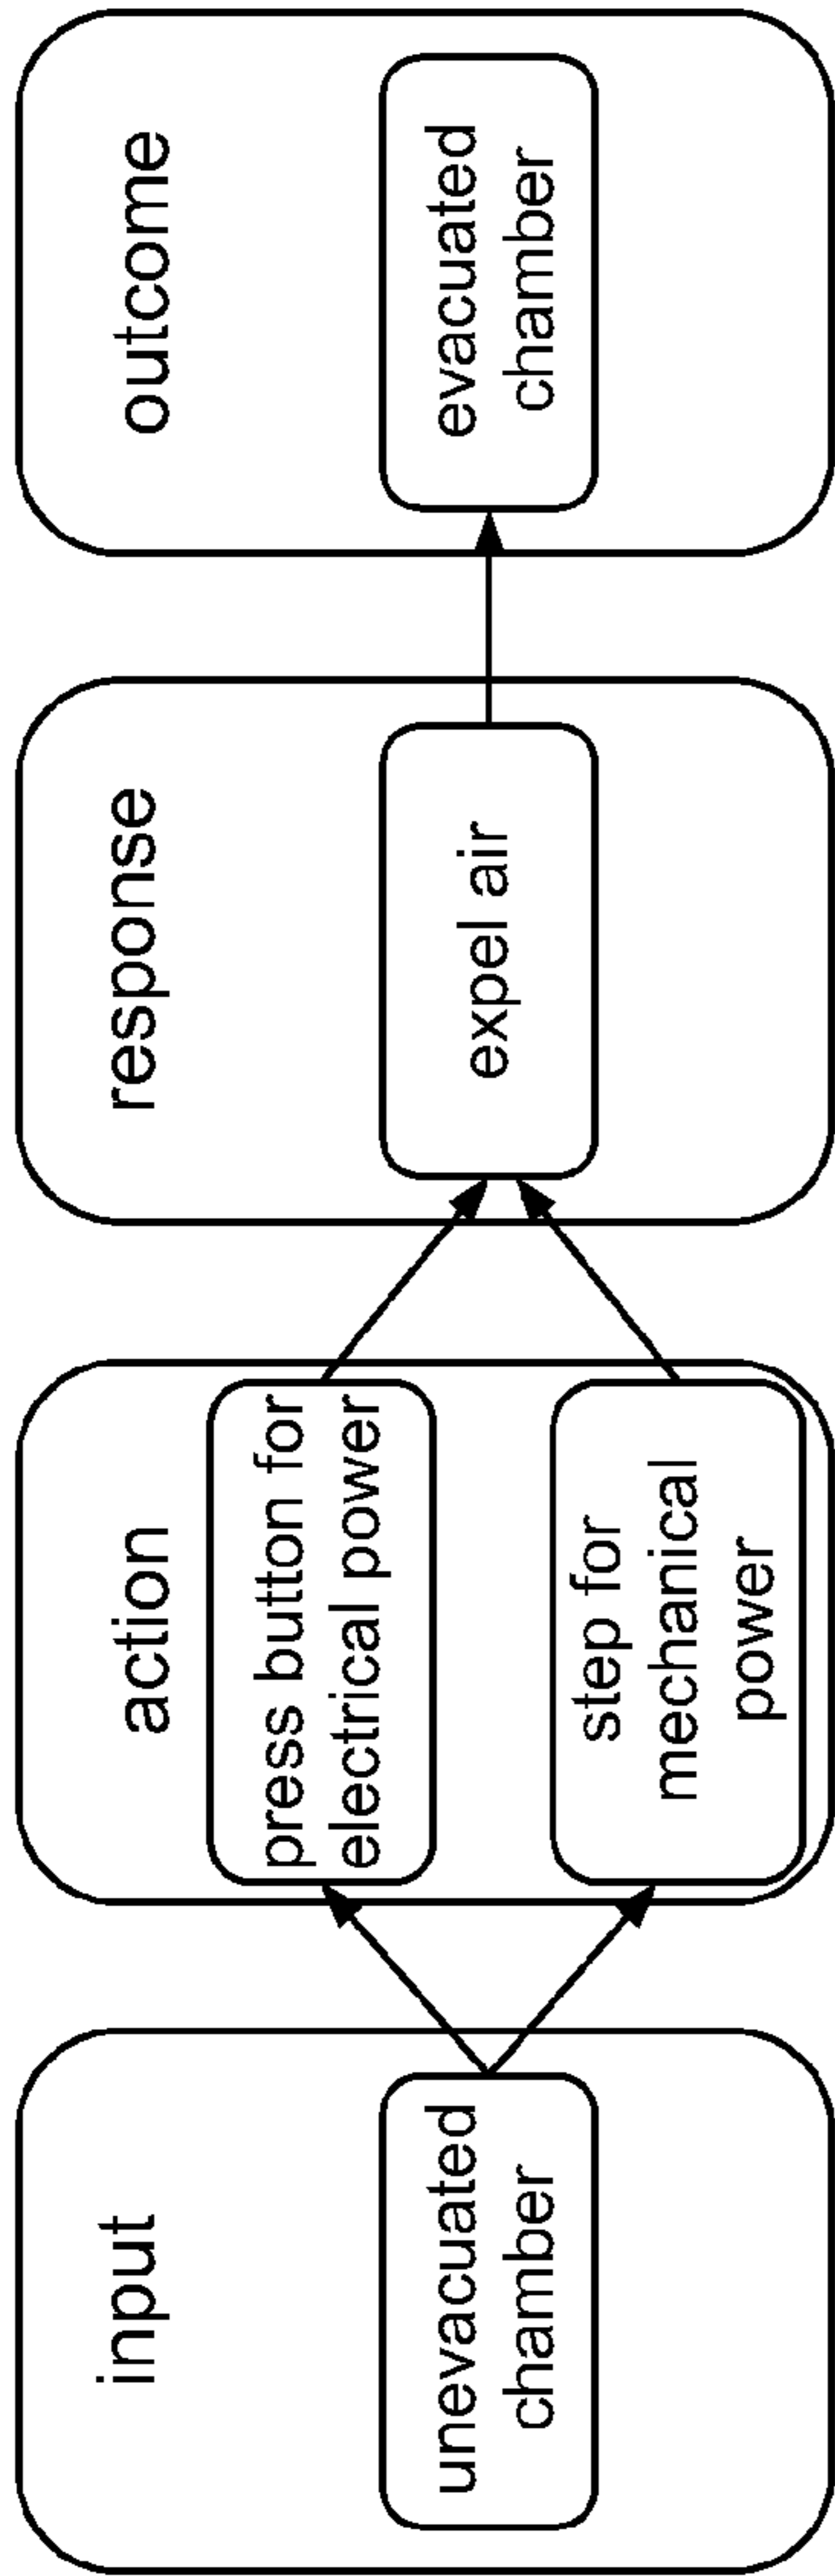 input
unevacuated
chamber
action
press button for
electrical power
step for
mechanical
power
response
expel air
outcome
evacuated
chamber